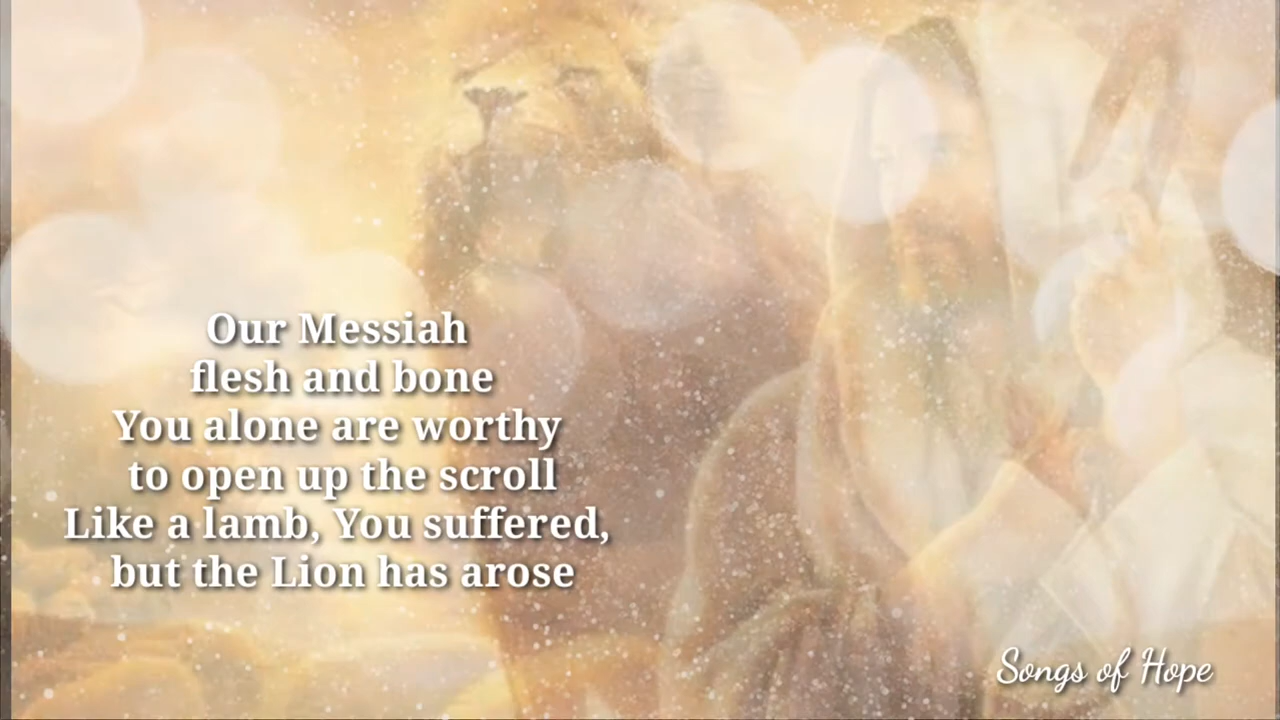 Our Messiah
flesh and bone
You alone are worthy
to open up the scroll
Like a lamb, You suffered,
but the Lion has arose
Songs of Hope